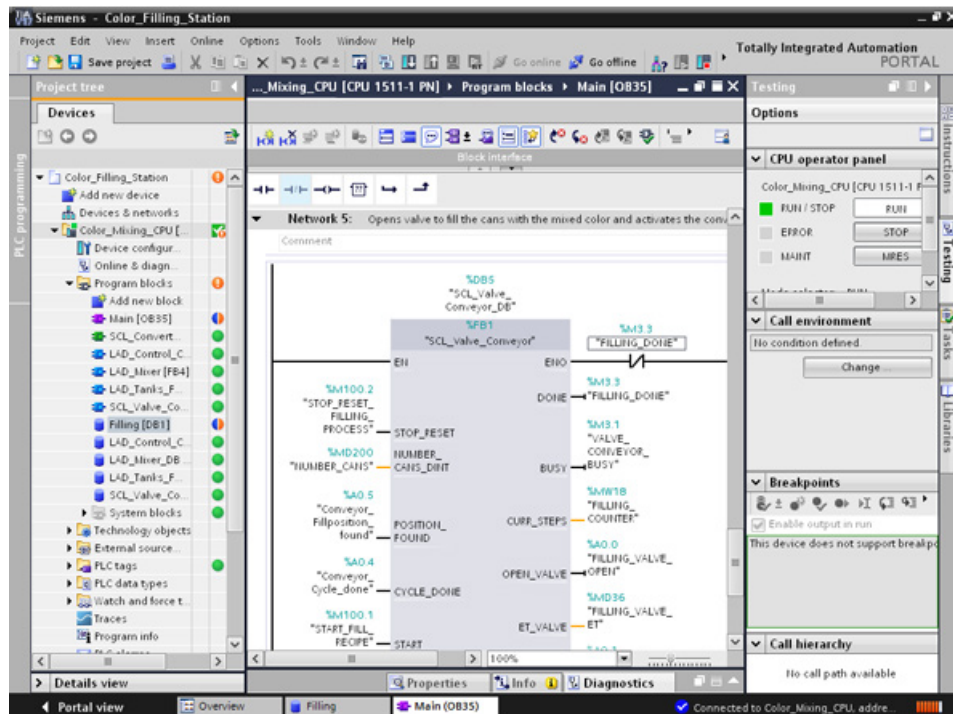 Siemens - Color_Filling_Station
Project Edit View Insert Online Options Tools Window Help
Save project
Go online
Go offline
Totally Integrated Automation
PORTAL
Project tree
Devices
PLC programming
Color_Filling_Station
Add new device
Devices & networks
Color_Mixing_CPU [...
Device configur...
Online & diagn...
Program blocks
Add new block
Main [OB35]
SCL_Convert...
LAD_Control_C...
LAD_Mixer [FB4]
LAD_Tanks_F...
SCL_Valve_Co...
Filling [DB1]
LAD_Control_C...
LAD_Mixer_DB ...
LAD_Tanks_F...
SCL_Valve_Co...
System blocks
Technology objects
External source...
PLC tags
PLC data types
Watch and force t...
Traces
Program info
Details view
..._Mixing_CPU [CPU 1511-1 PN] Program blocks Main [OB35]
Block interface
Network 5: Opens valve to fill the cans with the mixed color and activates the conv
Comment
%DB5
"SCL_Valve_
Conveyor_DB"
%FB1
"SCL_Valve_Conveyor"
%M3.3
"FILLING_DONE"
EN
ENO
%M100.2
"STOP_RESET_
FILLING_
PROCESS"
STOP_RESET
%M3.3
DONE
"FILLING_DONE"
%MD200
"NUMBER_CANS"
NUMBER_
CANS_DINT
%M3.1
"VALVE_
CONVEYOR_
BUSY"
BUSY
%A0.5
"Conveyor_
Fillposition_
found"
POSITION_
FOUND
%MW18
"FILLING_
COUNTER"
CURR_STEPS
%A0.4
"Conveyor_
Cycle_done"
CYCLE_DONE
%A0.0
"FILLING_VALVE_
OPEN"
OPEN_VALVE
%M100.1
"START_FILL_
RECIPE"
START
%MD36
"FILLING_VALVE_
ET"
ET_VALVE
100%
Properties
Info
Diagnostics
Testing
Options
CPU operator panel
Color_Mixing_CPU [CPU 1511-1 P
RUN / STOP
RUN
ERROR
STOP
MAINT
MRES
Call environment
No condition defined
Change ...
Breakpoints
Enable output in run
This device does not support breakpo
Call hierarchy
No call path available
Instructions
Testing
Tasks
Libraries
Portal view
Overview
Filling
Main (OB35)
Connected to Color_Mixing_CPU, addre...